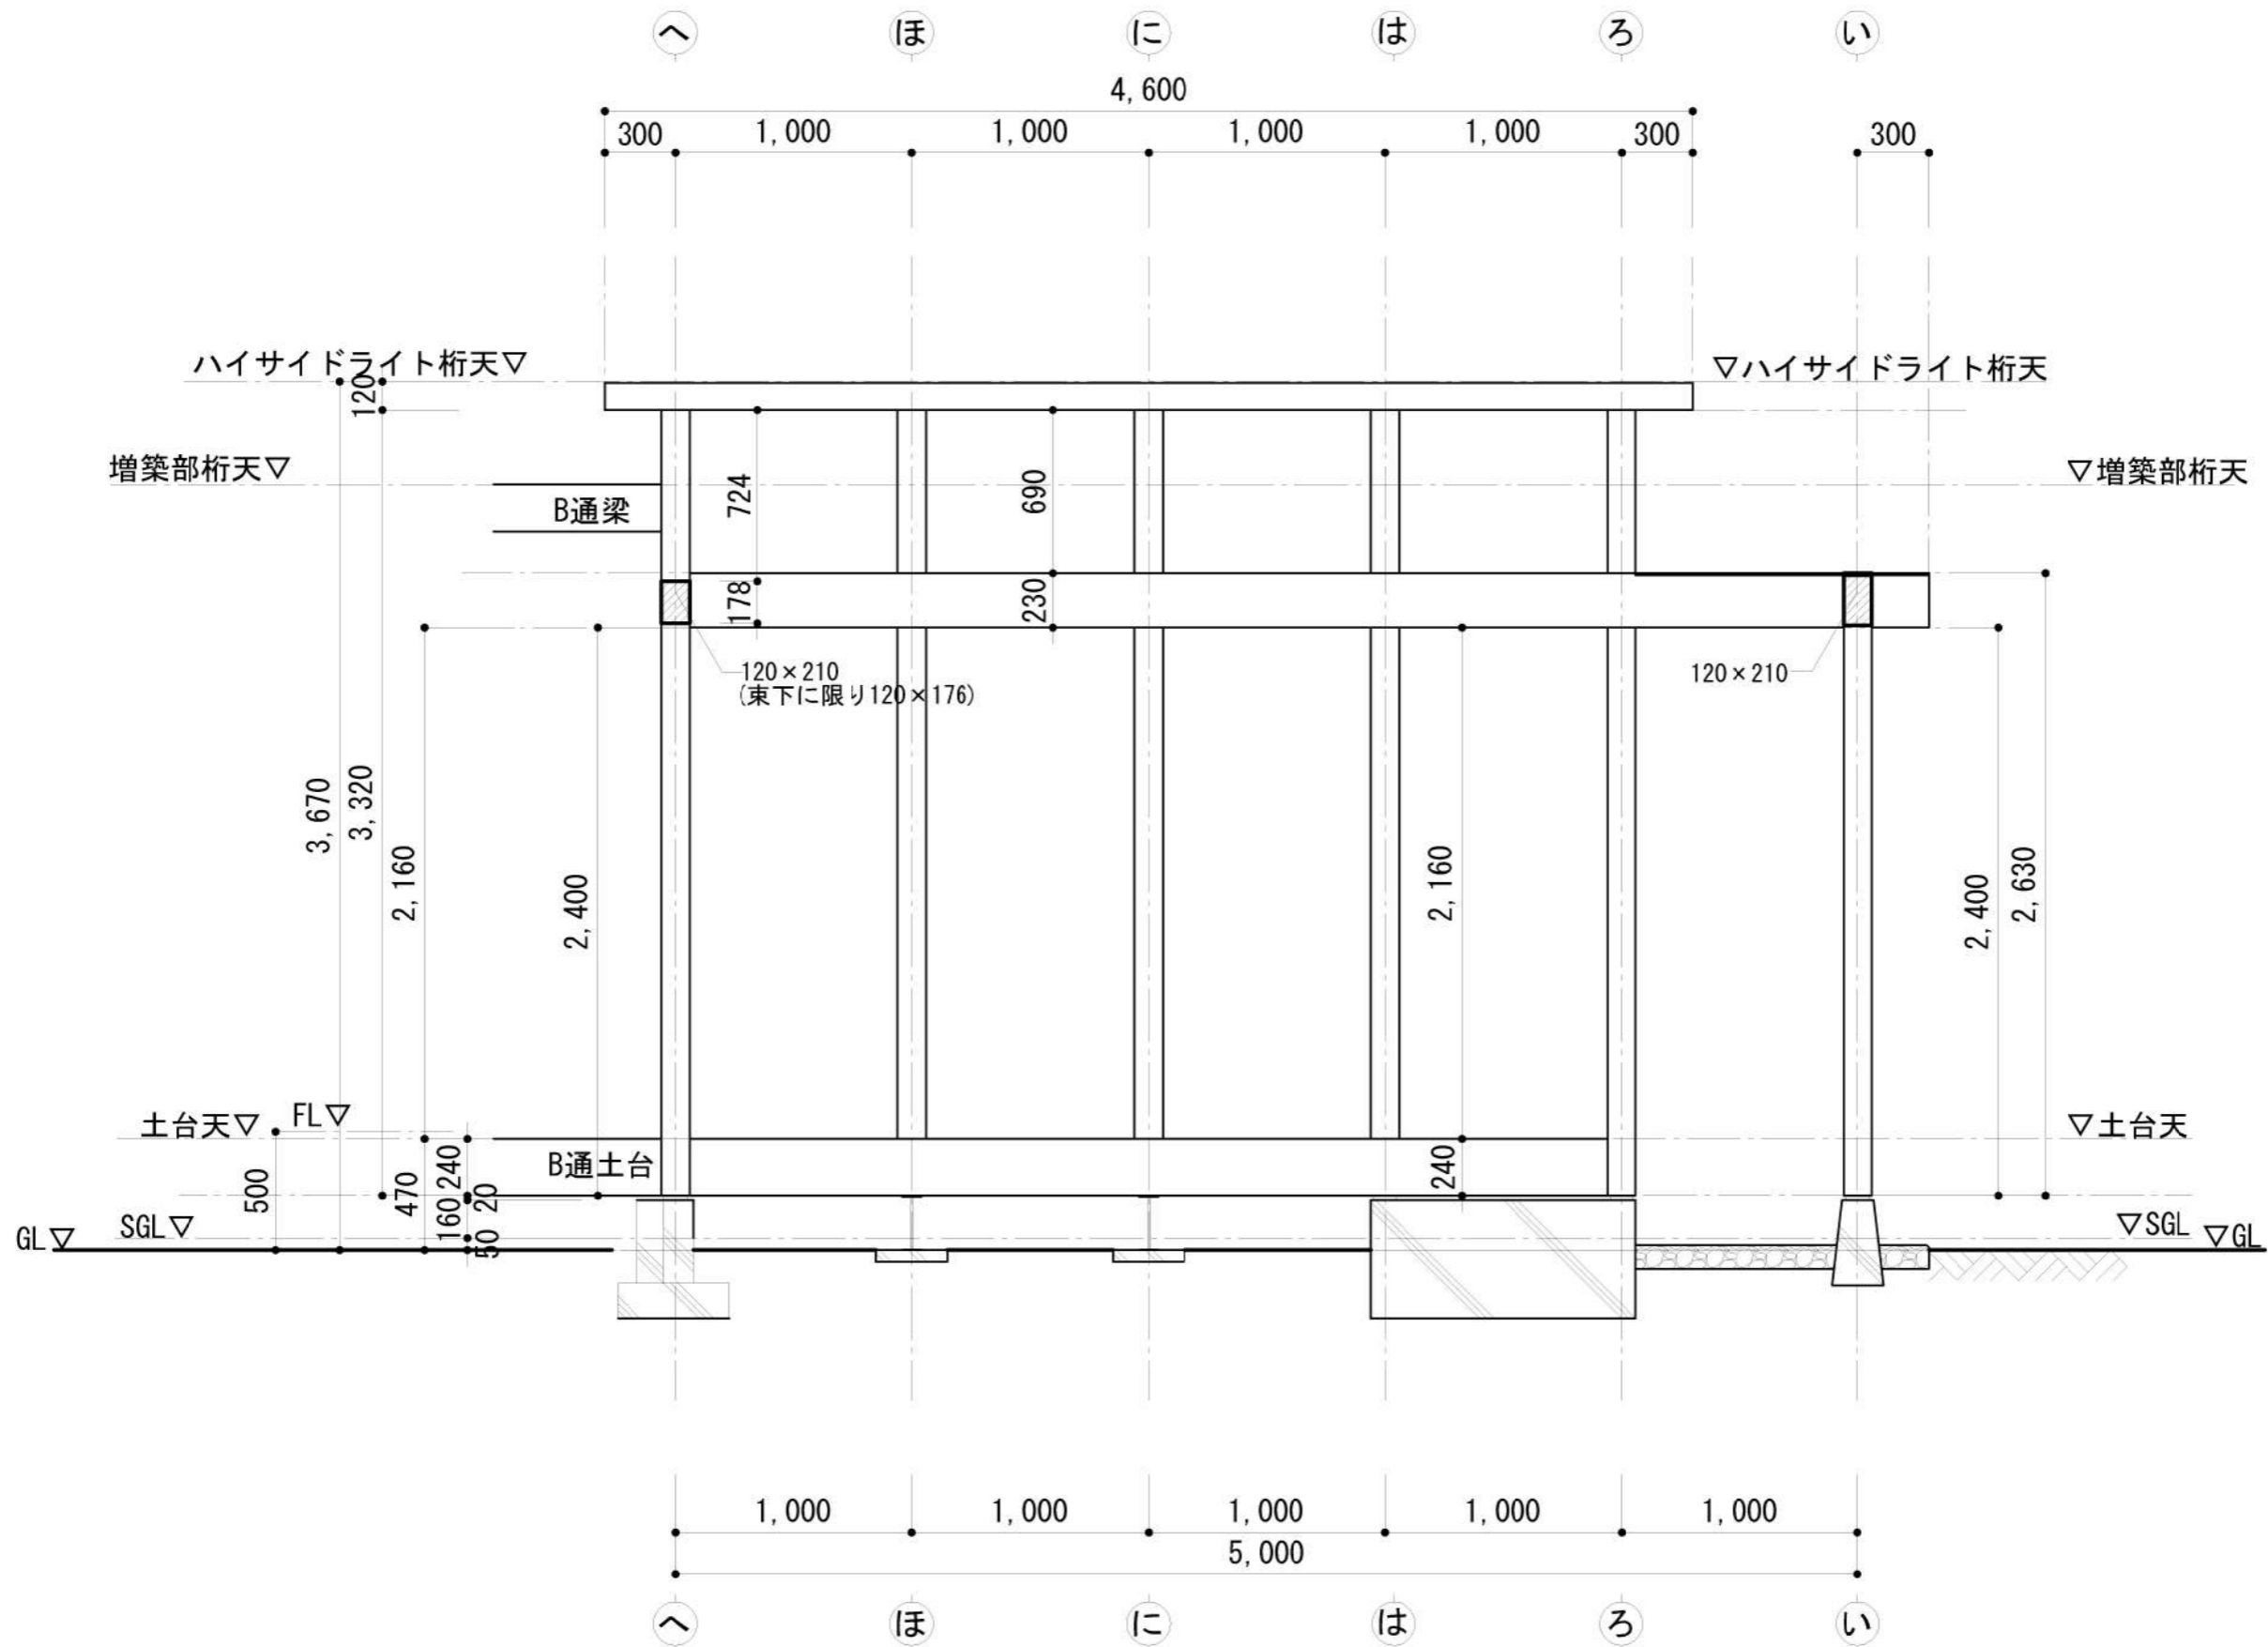 へ ほ に は ろ い
4,600
300 1,000 1,000 1,000 1,000 300 300
ハイサイドライト桁天▽
▽ハイサイドライト桁天
120
増築部桁天▽
▽増築部桁天
B通梁
724
690
178
230
120×210
(束下に限り120×176)
120×210
3,670
3,320
2,160
2,400
2,160
2,400
2,630
土台天▽
FL▽
▽土台天
B通土台
500
470
240
160
20
50
240
GL▽
SGL▽
▽SGL
▽GL
1,000 1,000 1,000 1,000 1,000
5,000
へ ほ に は ろ い